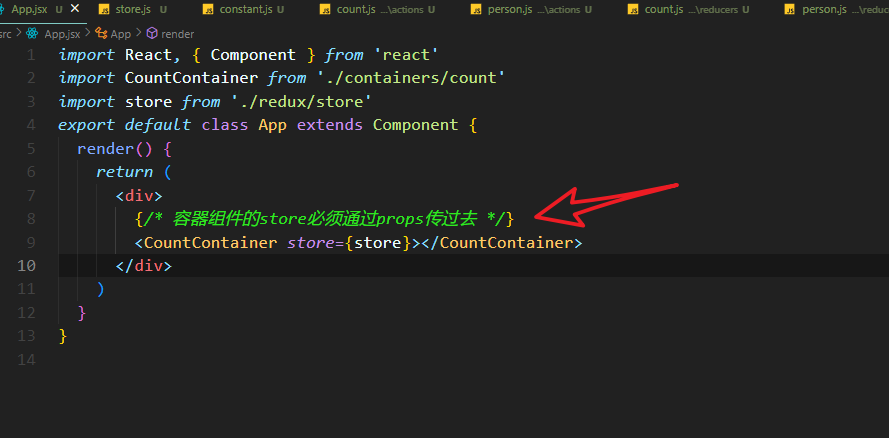 App.jsx U × store.js U constant.js U count.js ...\actions U person.js ...\actions U count.js ...\reducers U person.js ...\reduc
src > App.jsx > App > render
1 import React, { Component } from 'react'
2 import CountContainer from './containers/count'
3 import store from './redux/store'
4 export default class App extends Component {
5 render() {
6 return (
7 <div>
8 {/* 容器组件的store必须通过props传过去 */}
9 <CountContainer store={store}></CountContainer>
10 </div>
11 )
12 }
13 }
14